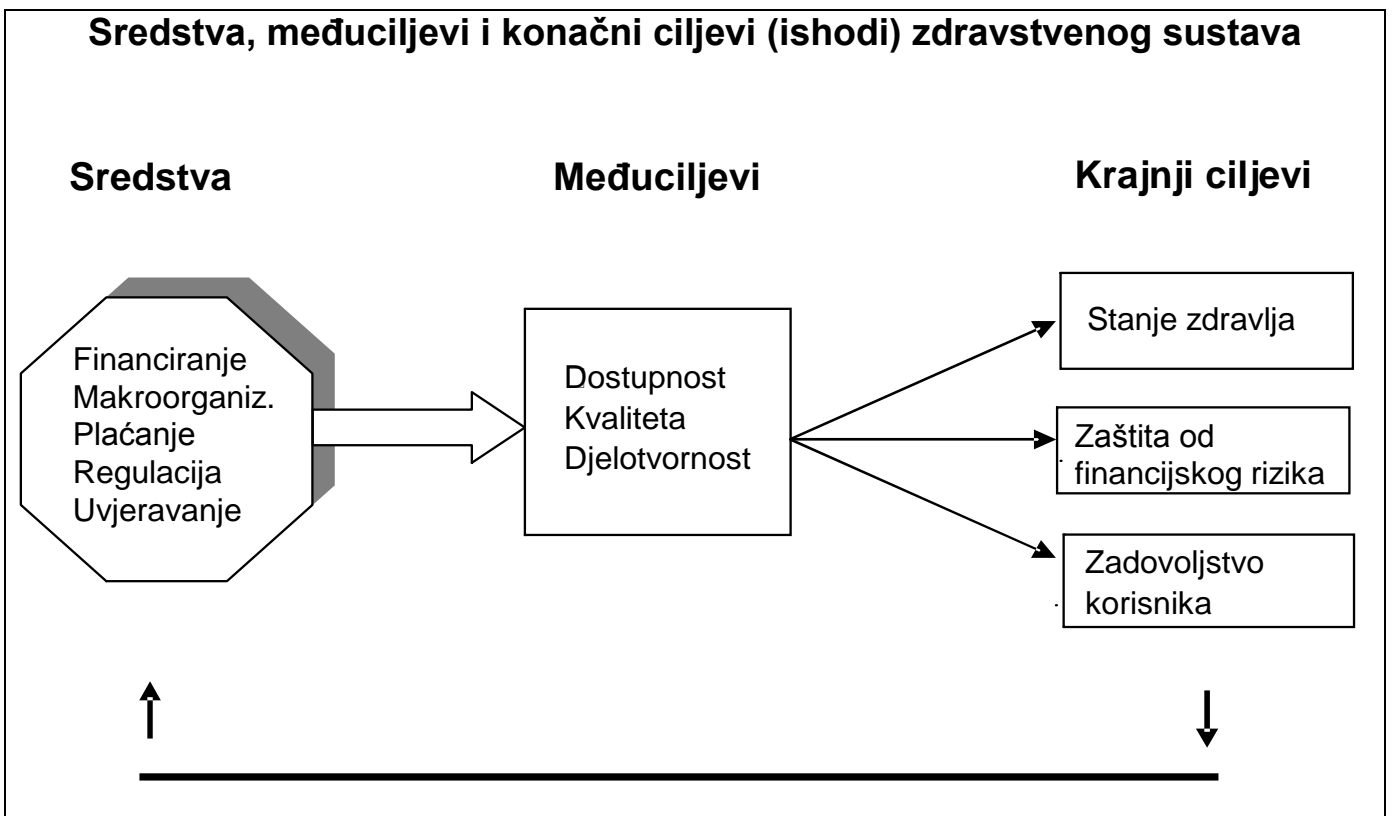 Sredstva, međuciljevi i konačni ciljevi (ishodi) zdravstvenog sustava
Sredstva
Međuciljevi
Krajnji ciljevi
Financiranje
Makroorganiz.
Plaćanje
Regulacija
Uvjeravanje
Dostupnost
Kvaliteta
Djelotvornost
Stanje zdravlja
Zaštita od
financijskog rizika
Zadovoljstvo
korisnika